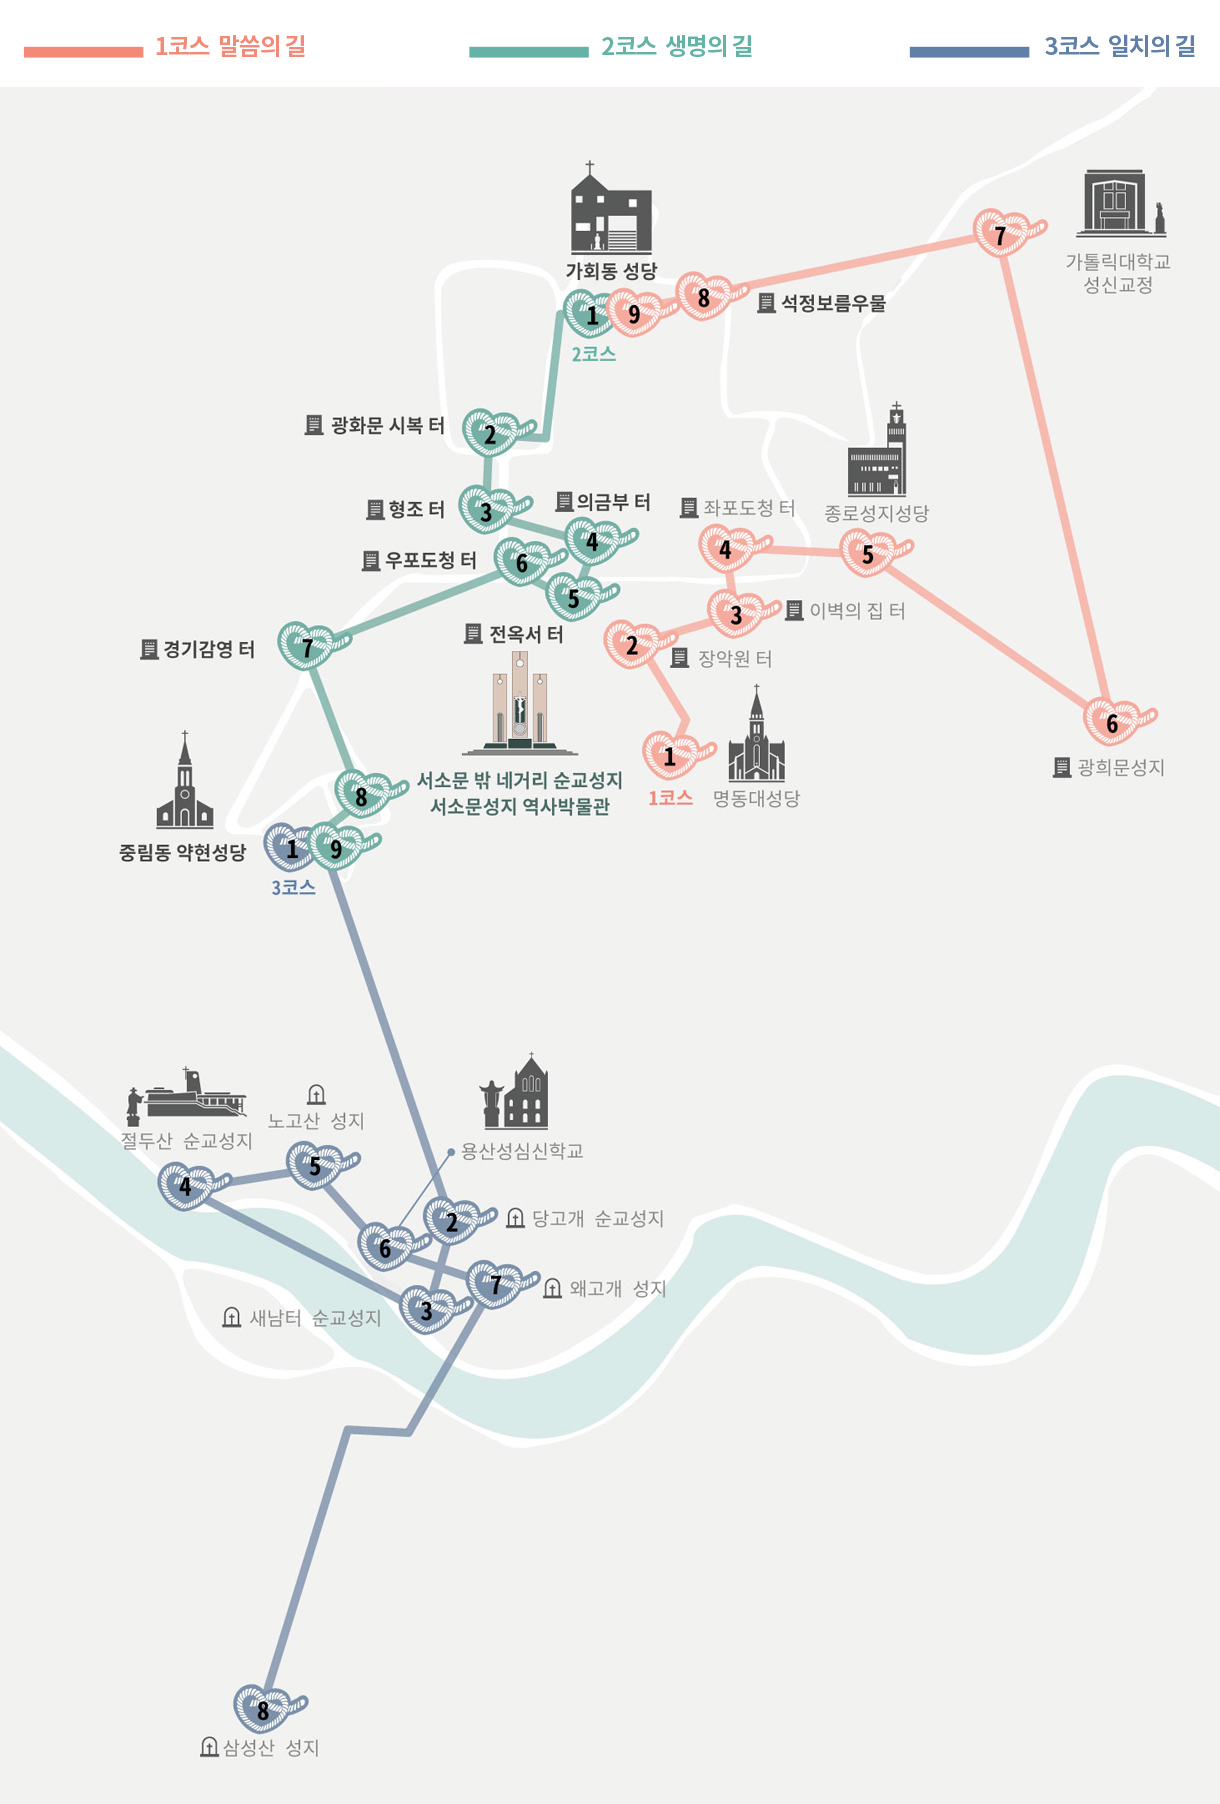 1코스 말씀의 길
2코스 생명의 길
3코스 일치의 길
가회동 성당
7
가톨릭대학교
성신교정
8
석정보름우물
1
9
2코스
광화문 시복 터
2
형조 터
3
의금부 터
4
좌포도청 터
종로성지성당
우포도청 터
6
4
5
5
3
이벽의 집 터
전옥서 터
2
장악원 터
경기감영 터
7
6
1
광희문성지
서소문 밖 네거리 순교성지
서소문성지 역사박물관
1코스
명동대성당
8
중림동 약현성당
1
9
3코스
노고산 성지
절두산 순교성지
용산성심신학교
5
4
2
당고개 순교성지
6
7
왜고개 성지
새남터 순교성지
3
8
삼성산 성지